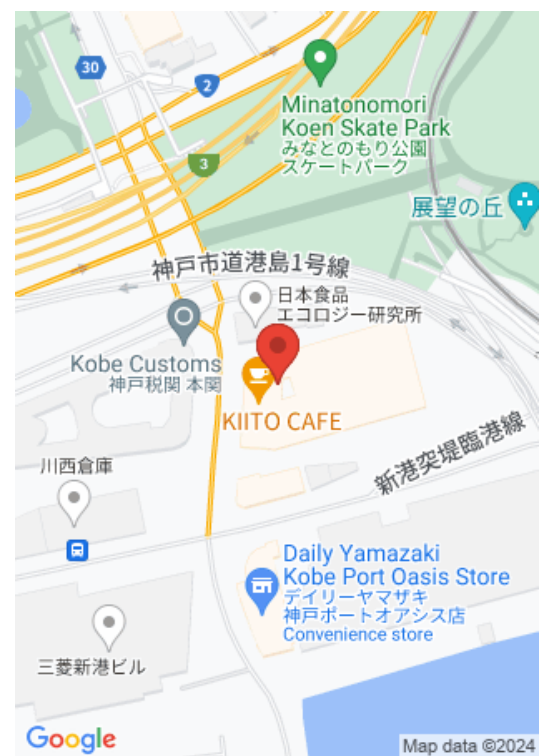 30
2
Minatonomori
Koen Skate Park
みなとのもり公園
スケートパーク
3
展望の丘
神戸市道港島1号線
日本食品
エコロジー研究所
Kobe Customs
神戸税関 本関
KIITO CAFE
川西倉庫
新港突堤臨港線
Daily Yamazaki
Kobe Port Oasis Store
デイリーヤマザキ
神戸ポートオアシス店
Convenience store
三菱新港ビル
Google
Map data ©2024